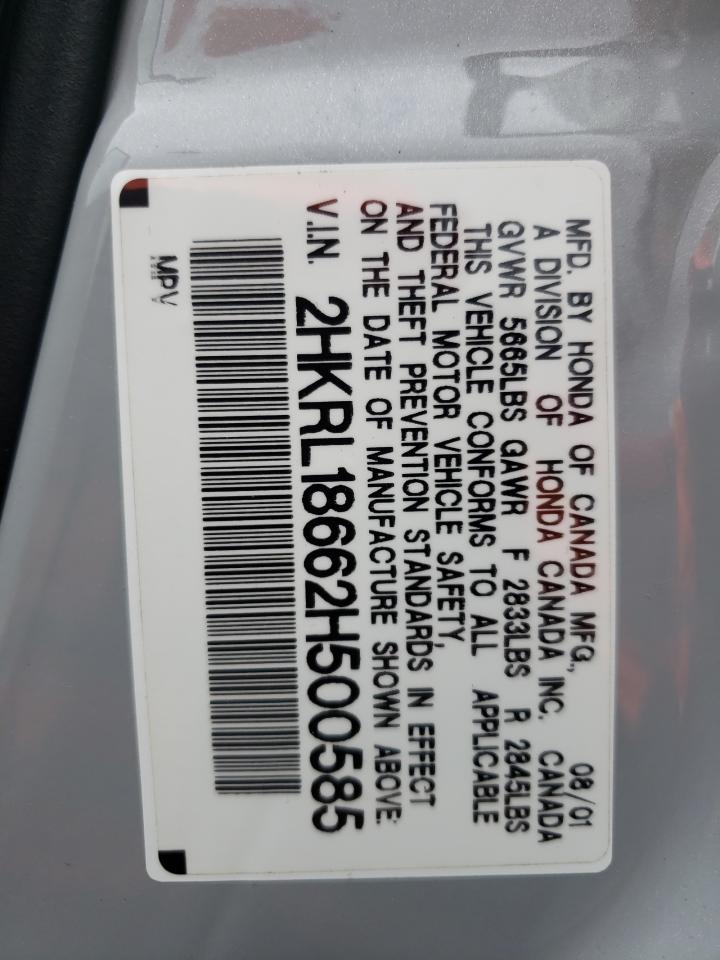 MFD. BY HONDA OF CANADA MFG., 08/01
A DIVISION OF HONDA CANADA INC. CANADA
GVWR 5665LBS GAWR F 2833LBS R 2845LBS
THIS VEHICLE CONFORMS TO ALL APPLICABLE
FEDERAL MOTOR VEHICLE SAFETY,
AND THEFT PREVENTION STANDARDS IN EFFECT
ON THE DATE OF MANUFACTURE SHOWN ABOVE:
V.I.N. 2HKRL18662H500585
MPV